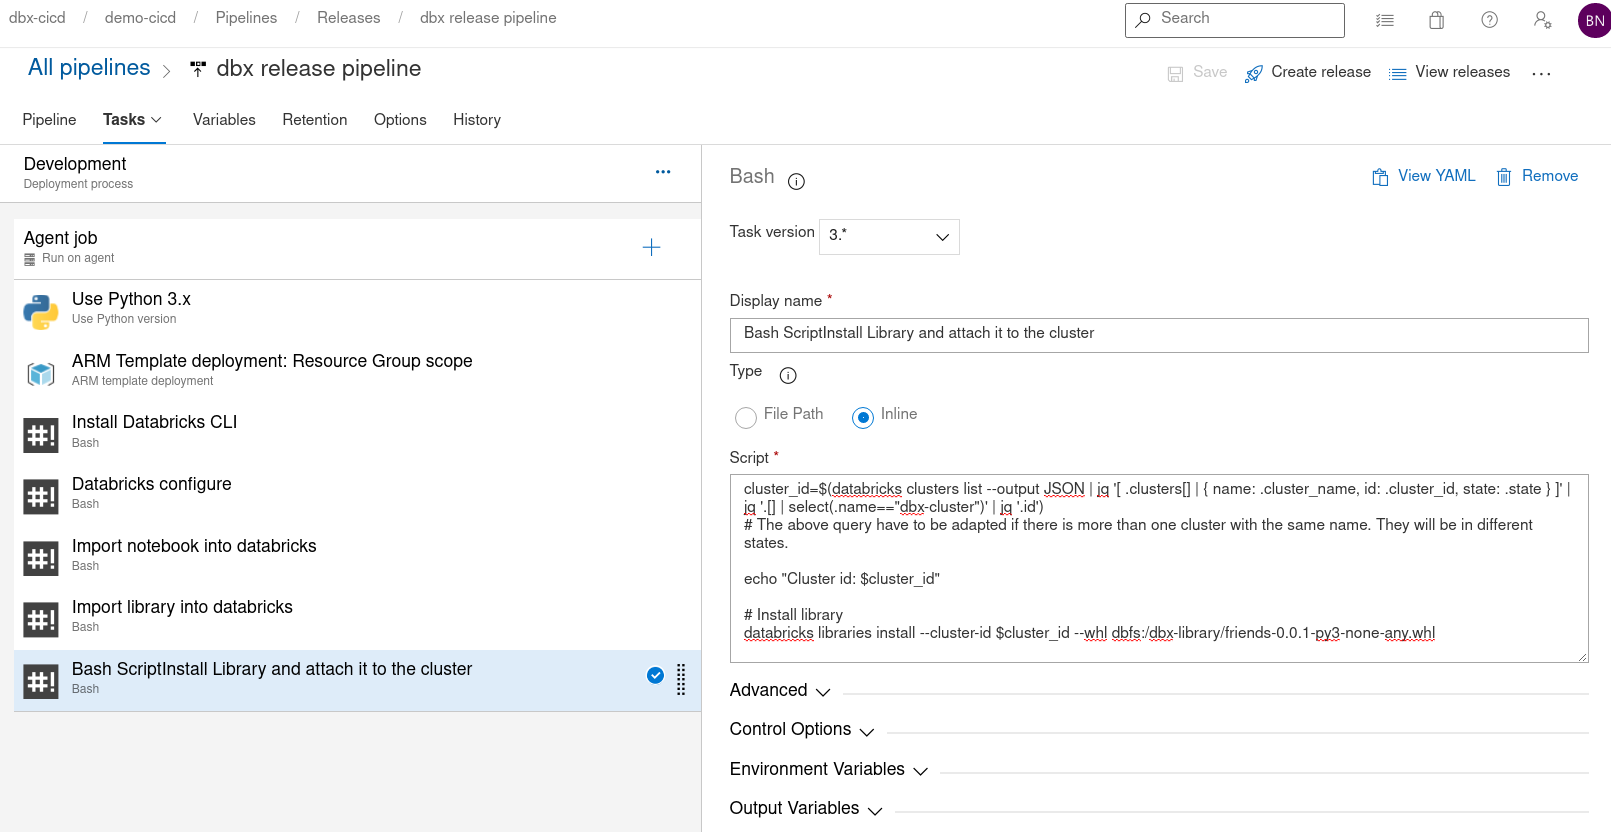 dbx-cicd / demo-cicd / Pipelines / Releases / dbx release pipeline
Search
BN
All pipelines > dbx release pipeline
Save
Create release
View releases
...
Pipeline
Tasks
Variables
Retention
Options
History
Development
Deployment process
Agent job
Run on agent
Use Python 3.x
Use Python version
ARM Template deployment: Resource Group scope
ARM template deployment
#! Install Databricks CLI
Bash
#! Databricks configure
Bash
#! Import notebook into databricks
Bash
#! Import library into databricks
Bash
#! Bash ScriptInstall Library and attach it to the cluster
Bash
Bash
View YAML
Remove
Task version 3.*
Display name *
Bash ScriptInstall Library and attach it to the cluster
Type
File Path
Inline
Script *
cluster_id=$(databricks clusters list --output JSON | jq '[ .clusters[] | { name: .cluster_name, id: .cluster_id, state: .state } ]' |
jq '.[] | select(.name=="dbx-cluster")' | jq '.id')
# The above query have to be adapted if there is more than one cluster with the same name. They will be in different
states.
echo "Cluster id: $cluster_id"
# Install library
databricks libraries install --cluster-id $cluster_id --whl dbfs:/dbx-library/friends-0.0.1-py3-none-any.whl
Advanced
Control Options
Environment Variables
Output Variables